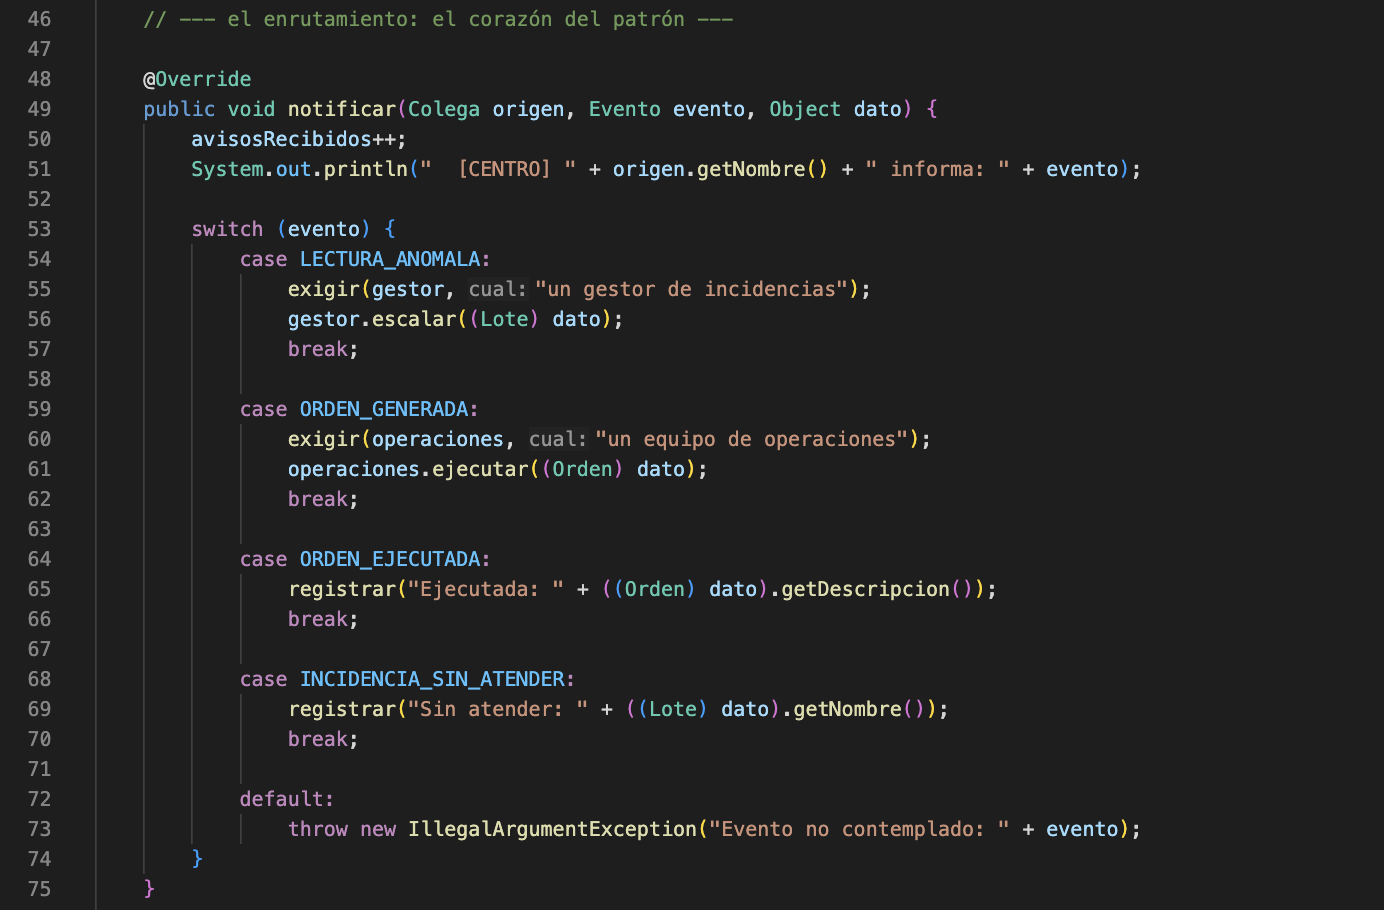 46 // --- el enrutamiento: el corazón del patrón ---
47
48 @Override
49 public void notificar(Colega origen, Evento evento, Object dato) {
50 avisosRecibidos++;
51 System.out.println("  [CENTRO] " + origen.getNombre() + " informa: " + evento);
52
53 switch (evento) {
54 case LECTURA_ANOMALA:
55 exigir(gestor, cual: "un gestor de incidencias");
56 gestor.escalar((Lote) dato);
57 break;
58
59 case ORDEN_GENERADA:
60 exigir(operaciones, cual: "un equipo de operaciones");
61 operaciones.ejecutar((Orden) dato);
62 break;
63
64 case ORDEN_EJECUTADA:
65 registrar("Ejecutada: " + ((Orden) dato).getDescripcion());
66 break;
67
68 case INCIDENCIA_SIN_ATENDER:
69 registrar("Sin atender: " + ((Lote) dato).getNombre());
70 break;
71
72 default:
73 throw new IllegalArgumentException("Evento no contemplado: " + evento);
74 }
75 }